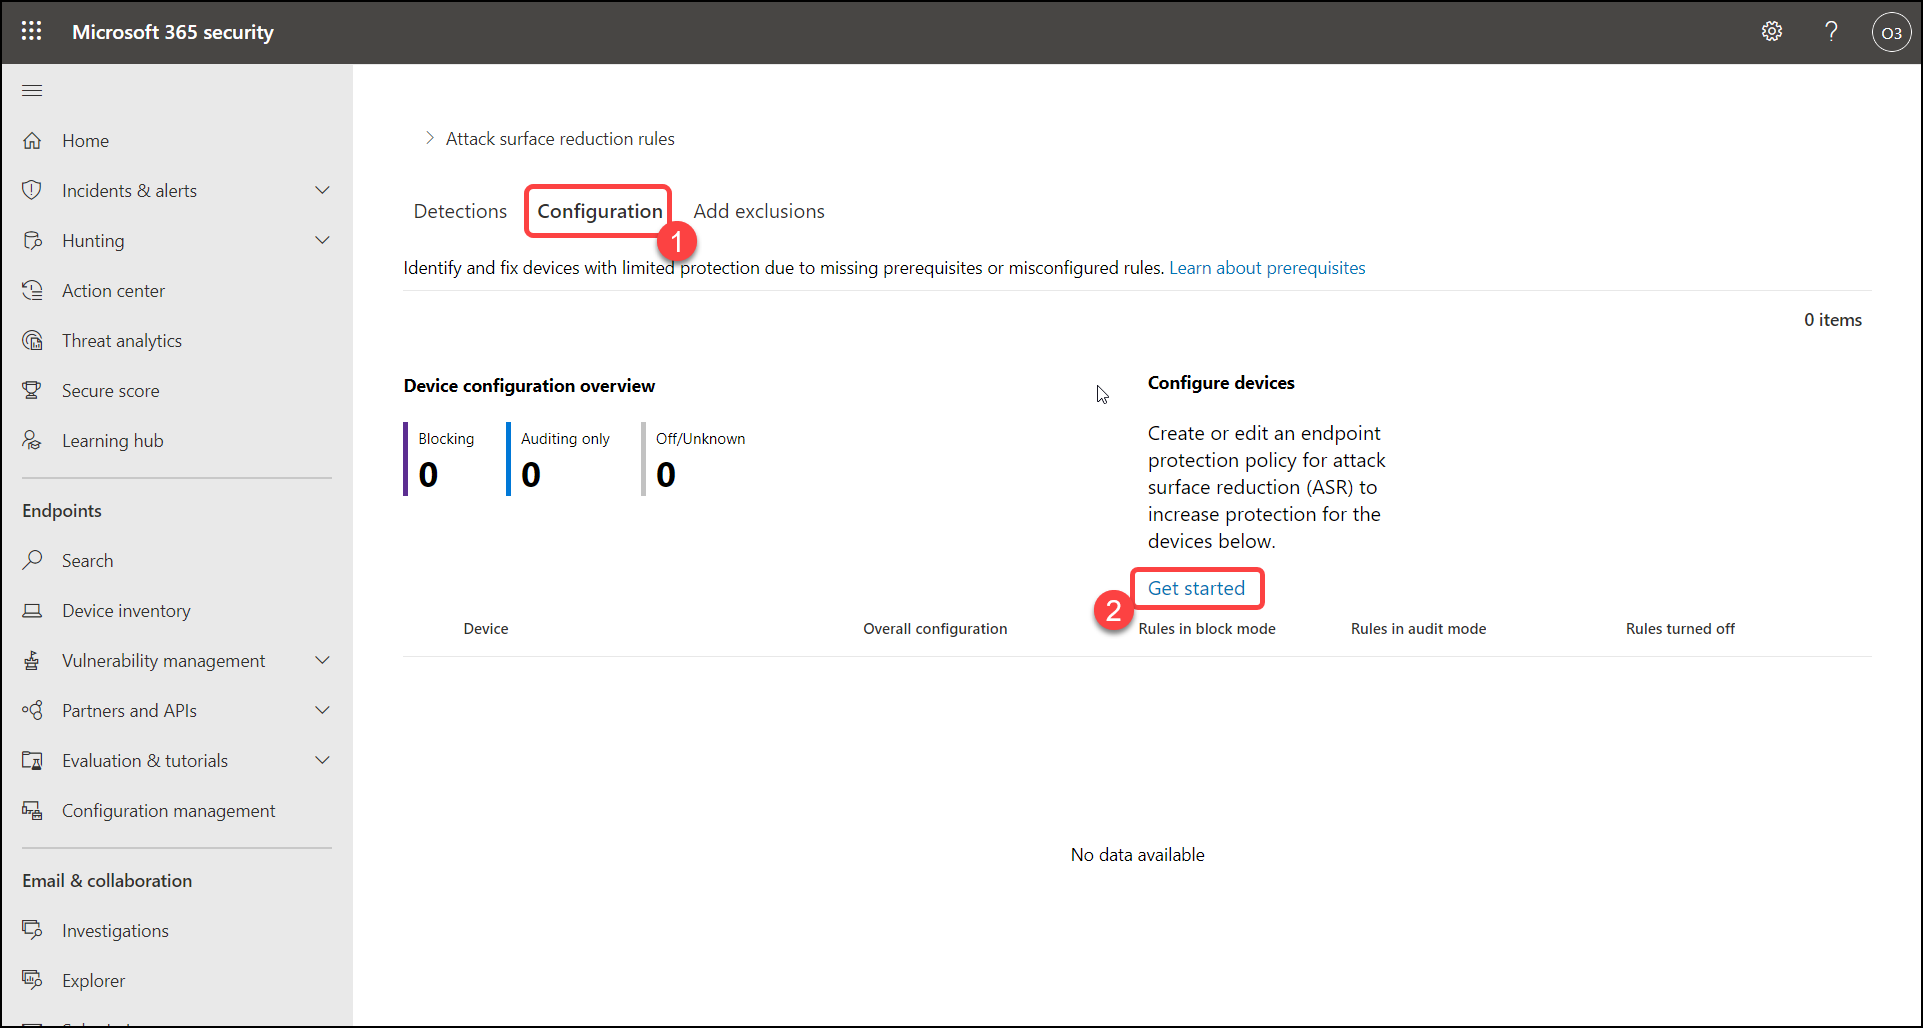 Microsoft 365 security
?
O3
Home
Incidents & alerts
Hunting
Action center
Threat analytics
Secure score
Learning hub
Endpoints
Search
Device inventory
Vulnerability management
Partners and APIs
Evaluation & tutorials
Configuration management
Email & collaboration
Investigations
Explorer
Attack surface reduction rules
Detections Configuration Add exclusions
1
Identify and fix devices with limited protection due to missing prerequisites or misconfigured rules. Learn about prerequisites
0 items
Device configuration overview
Blocking Auditing only Off/Unknown
0 0 0
Configure devices
Create or edit an endpoint
protection policy for attack
surface reduction (ASR) to
increase protection for the
devices below.
Get started
2
Device Overall configuration Rules in block mode Rules in audit mode Rules turned off
No data available